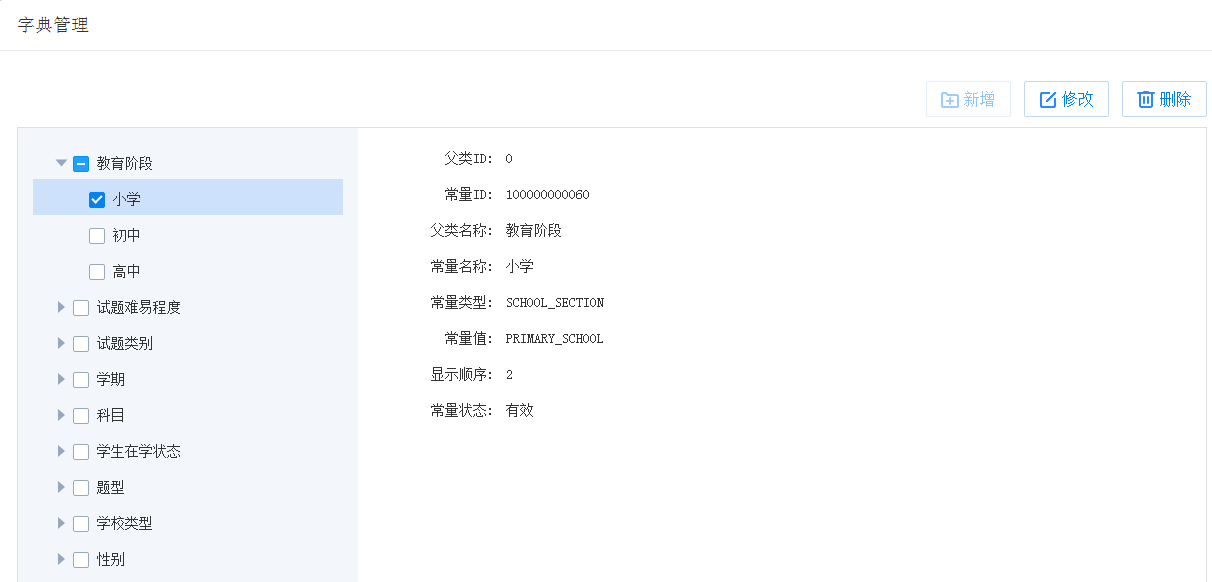 字典管理
新增 修改 删除
教育阶段
小学
初中
高中
试题难易程度
试题类别
学期
科目
学生在学状态
题型
学校类型
性别
父类ID: 0
常量ID: 100000000060
父类名称: 教育阶段
常量名称: 小学
常量类型: SCHOOL_SECTION
常量值: PRIMARY_SCHOOL
显示顺序: 2
常量状态: 有效